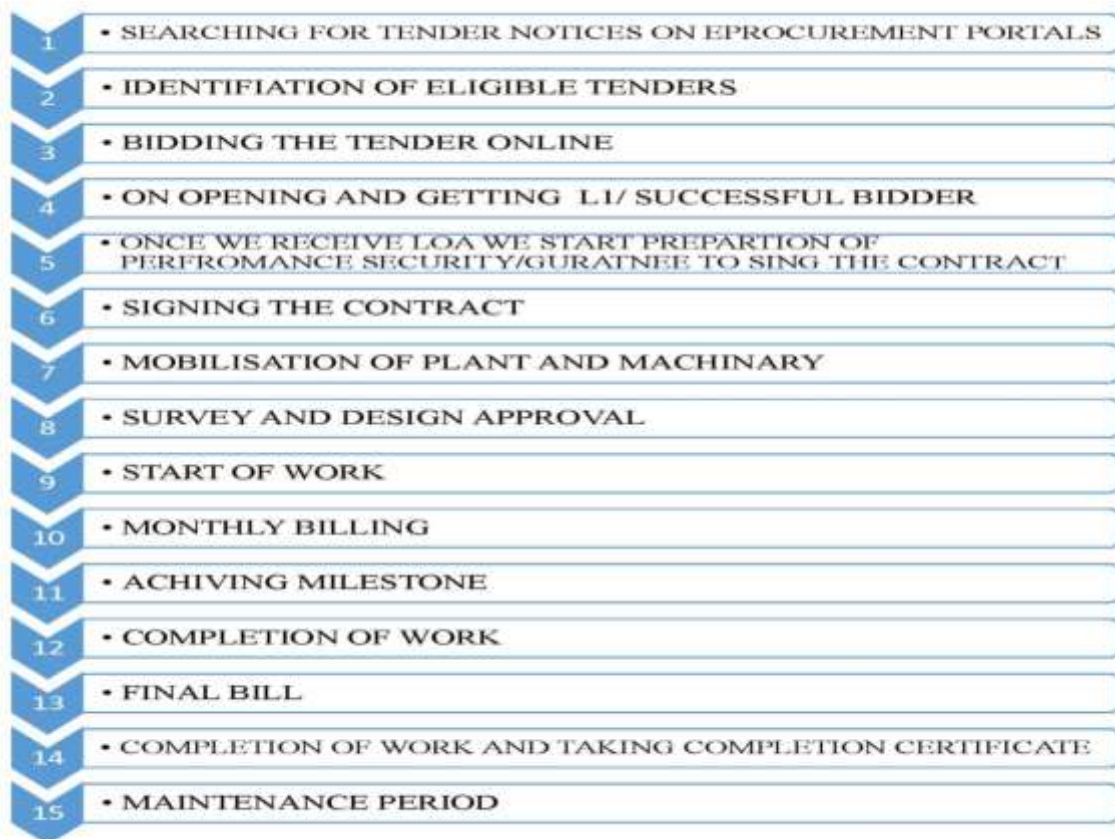 1
• SEARCHING FOR TENDER NOTICES ON EPROCUREMENT PORTALS
2
• IDENTIFIATION OF ELIGIBLE TENDERS
3
• BIDDING THE TENDER ONLINE
4
• ON OPENING AND GETTING L1/ SUCCESSFUL BIDDER
5
• ONCE WE RECEIVE LOA WE START PREPARTION OF
PERFROMANCE SECURITY/GURATNEE TO SING THE CONTRACT
6
• SIGNING THE CONTRACT
7
• MOBILISATION OF PLANT AND MACHINARY
8
• SURVEY AND DESIGN APPROVAL
9
• START OF WORK
10
• MONTHLY BILLING
11
• ACHIVING MILESTONE
12
• COMPLETION OF WORK
13
• FINAL BILL
14
• COMPLETION OF WORK AND TAKING COMPLETION CERTIFICATE
15
• MAINTENANCE PERIOD